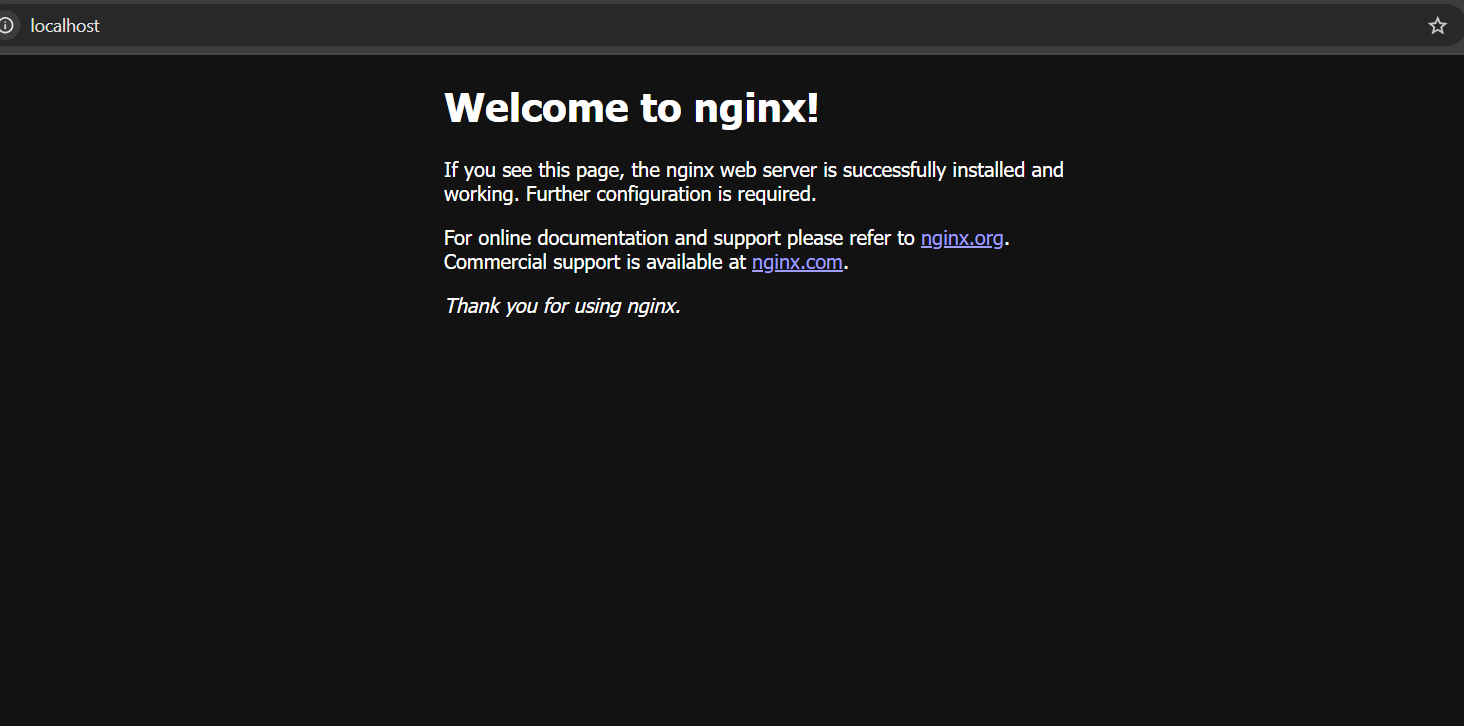 localhost
Welcome to nginx!
If you see this page, the nginx web server is successfully installed and
working. Further configuration is required.
For online documentation and support please refer to nginx.org.
Commercial support is available at nginx.com.
Thank you for using nginx.